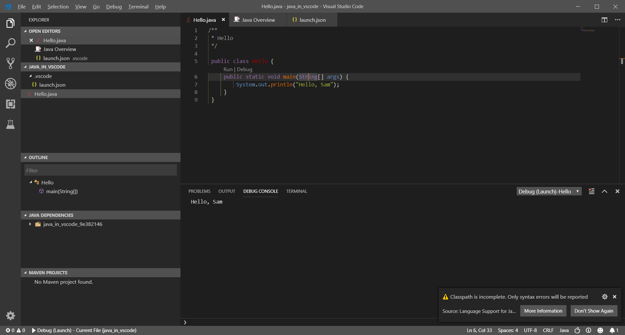 File Edit Selection View Go Debug Terminal Help
Hello.java - java_in_vscode - Visual Studio Code
EXPLORER
OPEN EDITORS
Hello.java
Java Overview
launch.json .vscode
JAVA_IN_VSCODE
.vscode
launch.json
Hello.java
OUTLINE
Filter
Hello
main(String[])
JAVA DEPENDENCIES
java_in_vscode_9e382146
MAVEN PROJECTS
No Maven project found.
Hello.java Java Overview launch.json
1 /**
2 * Hello
3 */
4
5 public class Hello {
Run | Debug
6 public static void main(String[] args) {
7 system.out.println("Hello, Sam");
8 }
9 }
PROBLEMS OUTPUT DEBUG CONSOLE TERMINAL
Debug (Launch)-Hello
Hello, Sam
Classpath is incomplete. Only syntax errors will be reported
Source: Language Support for Ja... More Information Don't Show Again
0 0 Debug (Launch) - Current File (java_in_vscode)
Ln 6, Col 33 Spaces: 4 UTF-8 CRLF Java 1